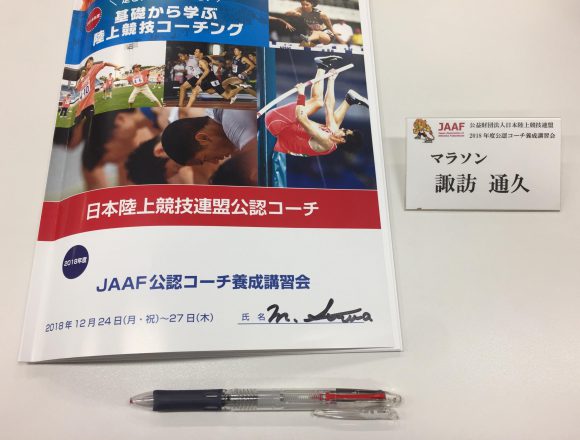 基礎から学ぶ
陸上競技コーチング
日本陸上競技連盟公認コーチ
2018年度
JAAF 公認コーチ養成講習会
2018年12月24日(月・祝)～27日(木)
氏名
JAAF
公益財団法人日本陸上競技連盟
2018年度公認コーチ養成講習会
マラソン
諏訪 通久